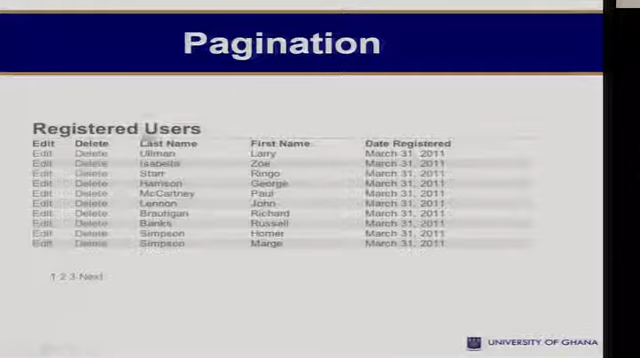 Pagination
Registered Users
Edit Delete Last Name First Name Date Registered
Edit Delete Ullman Larry March 31, 2011
Edit Delete Isabella Zoe March 31, 2011
Edit Delete Starr Ringo March 31, 2011
Edit Delete Harrison George March 31, 2011
Edit Delete McCartney Paul March 31, 2011
Edit Delete Lennon John March 31, 2011
Edit Delete Brautigan Richard March 31, 2011
Edit Delete Banks Russell March 31, 2011
Edit Delete Simpson Homer March 31, 2011
Edit Delete Simpson Marge March 31, 2011
1 2 3 Next
UNIVERSITY OF GHANA